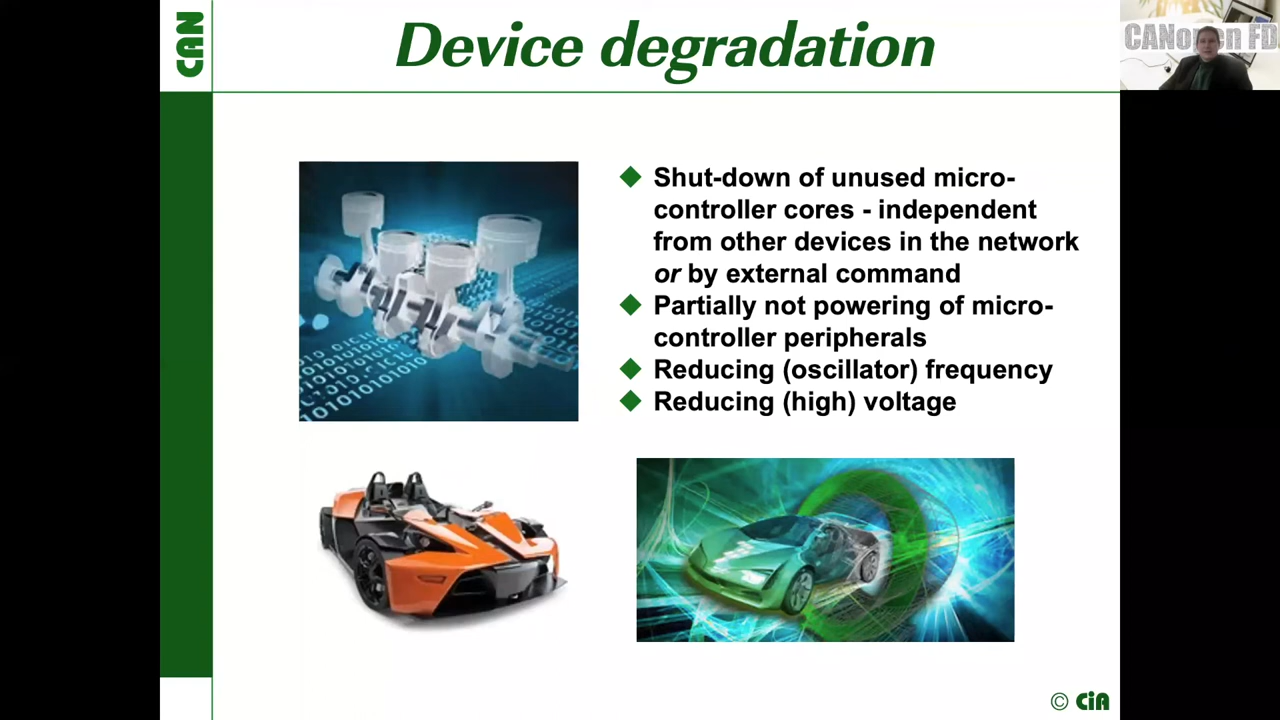 CAN
Device degradation
CANopen FD
Shut-down of unused micro-
controller cores - independent
from other devices in the network
or by external command
Partially not powering of micro-
controller peripherals
Reducing (oscillator) frequency
Reducing (high) voltage
© CiA